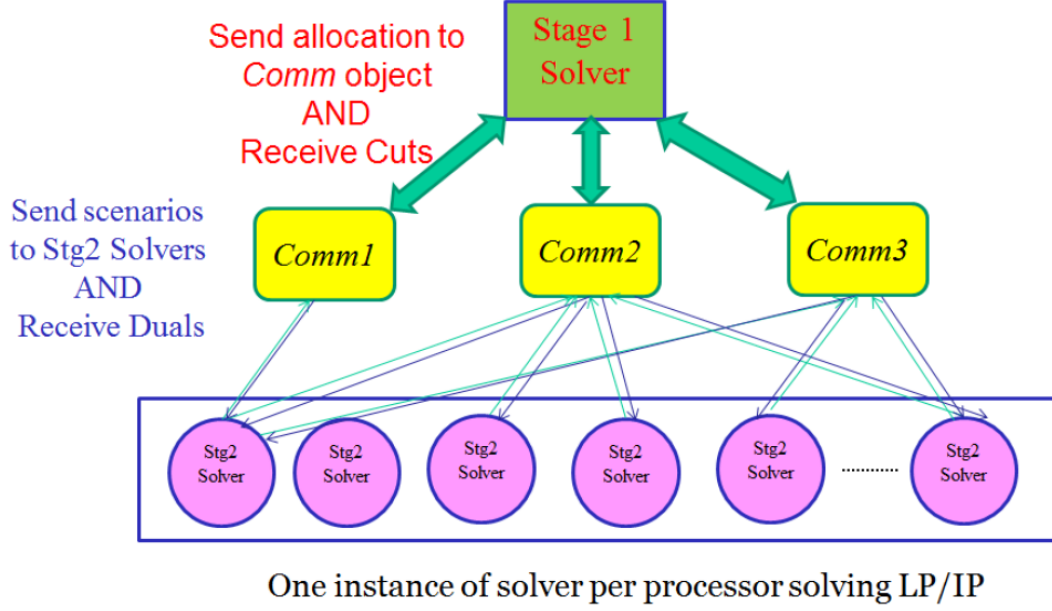 Send allocation to
Comm object
AND
Receive Cuts
Stage 1
Solver
Send scenarios
to Stg2 Solvers
AND
Receive Duals
Comm1
Comm2
Comm3
Stg2
Solver
Stg2
Solver
Stg2
Solver
Stg2
Solver
Stg2
Solver
Stg2
Solver
One instance of solver per processor solving LP/IP